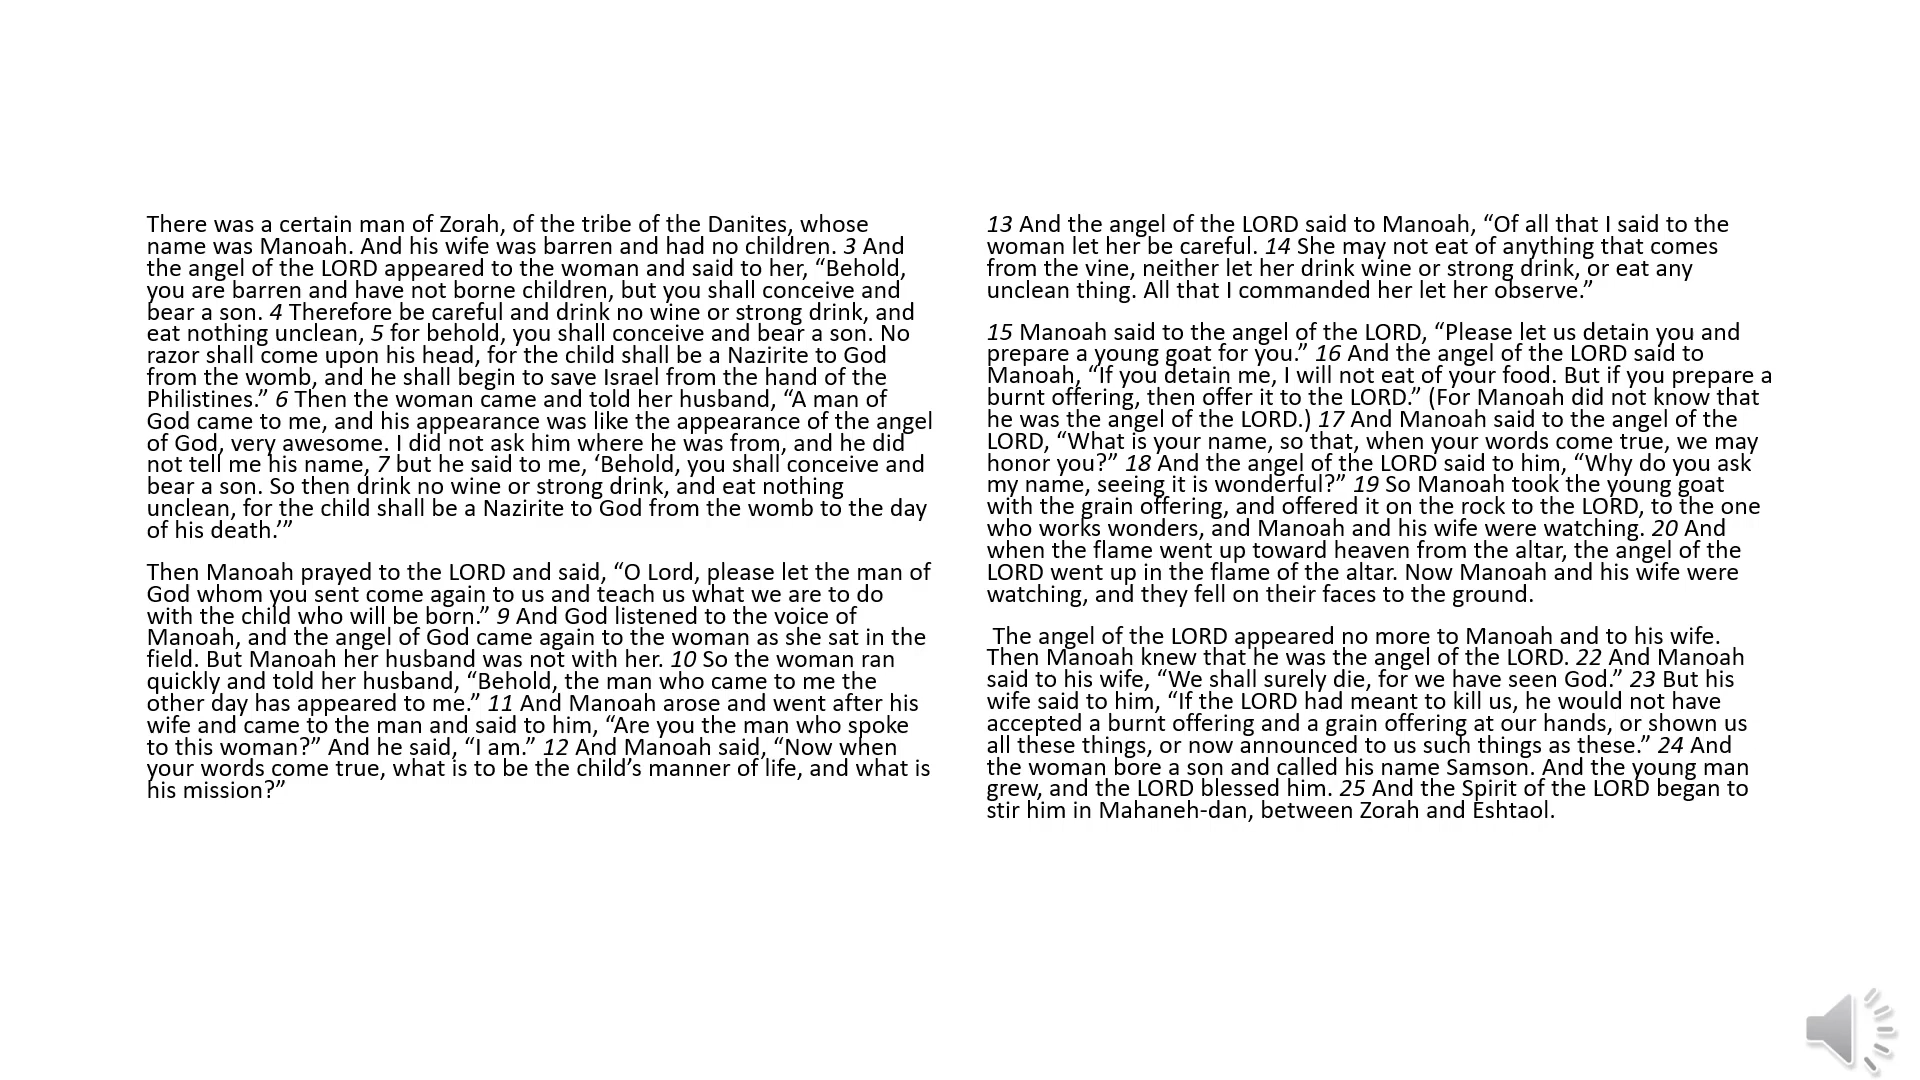 There was a certain man of Zorah, of the tribe of the Danites, whose
name was Manoah. And his wife was barren and had no children. 3 And
the angel of the LORD appeared to the woman and said to her, “Behold,
you are barren and have not borne children, but you shall conceive and
bear a son. 4 Therefore be careful and drink no wine or strong drink, and
eat nothing unclean, 5 for behold, you shall conceive and bear a son. No
razor shall come upon his head, for the child shall be a Nazirite to God
from the womb, and he shall begin to save Israel from the hand of the
Philistines.” 6 Then the woman came and told her husband, “A man of
God came to me, and his appearance was like the appearance of the angel
of God, very awesome. I did not ask him where he was from, and he did
not tell me his name, 7 but he said to me, ‘Behold, you shall conceive and
bear a son. So then drink no wine or strong drink, and eat nothing
unclean, for the child shall be a Nazirite to God from the womb to the day
of his death.’”
Then Manoah prayed to the LORD and said, “O Lord, please let the man of
God whom you sent come again to us and teach us what we are to do
with the child who will be born.” 9 And God listened to the voice of
Manoah, and the angel of God came again to the woman as she sat in the
field. But Manoah her husband was not with her. 10 So the woman ran
quickly and told her husband, “Behold, the man who came to me the
other day has appeared to me.” 11 And Manoah arose and went after his
wife and came to the man and said to him, “Are you the man who spoke
to this woman?” And he said, “I am.” 12 And Manoah said, “Now when
your words come true, what is to be the child’s manner of life, and what is
his mission?”
13 And the angel of the LORD said to Manoah, “Of all that I said to the
woman let her be careful. 14 She may not eat of anything that comes
from the vine, neither let her drink wine or strong drink, or eat any
unclean thing. All that I commanded her let her observe.”
15 Manoah said to the angel of the LORD, “Please let us detain you and
prepare a young goat for you.” 16 And the angel of the LORD said to
Manoah, “If you detain me, I will not eat of your food. But if you prepare a
burnt offering, then offer it to the LORD.” (For Manoah did not know that
he was the angel of the LORD.) 17 And Manoah said to the angel of the
LORD, “What is your name, so that, when your words come true, we may
honor you?” 18 And the angel of the LORD said to him, “Why do you ask
my name, seeing it is wonderful?” 19 So Manoah took the young goat
with the grain offering, and offered it on the rock to the LORD, to the one
who works wonders, and Manoah and his wife were watching. 20 And
when the flame went up toward heaven from the altar, the angel of the
LORD went up in the flame of the altar. Now Manoah and his wife were
watching, and they fell on their faces to the ground.
The angel of the LORD appeared no more to Manoah and to his wife.
Then Manoah knew that he was the angel of the LORD. 22 And Manoah
said to his wife, “We shall surely die, for we have seen God.” 23 But his
wife said to him, “If the LORD had meant to kill us, he would not have
accepted a burnt offering and a grain offering at our hands, or shown us
all these things, or now announced to us such things as these.” 24 And
the woman bore a son and called his name Samson. And the young man
grew, and the LORD blessed him. 25 And the Spirit of the LORD began to
stir him in Mahaneh-dan, between Zorah and Eshtaol.